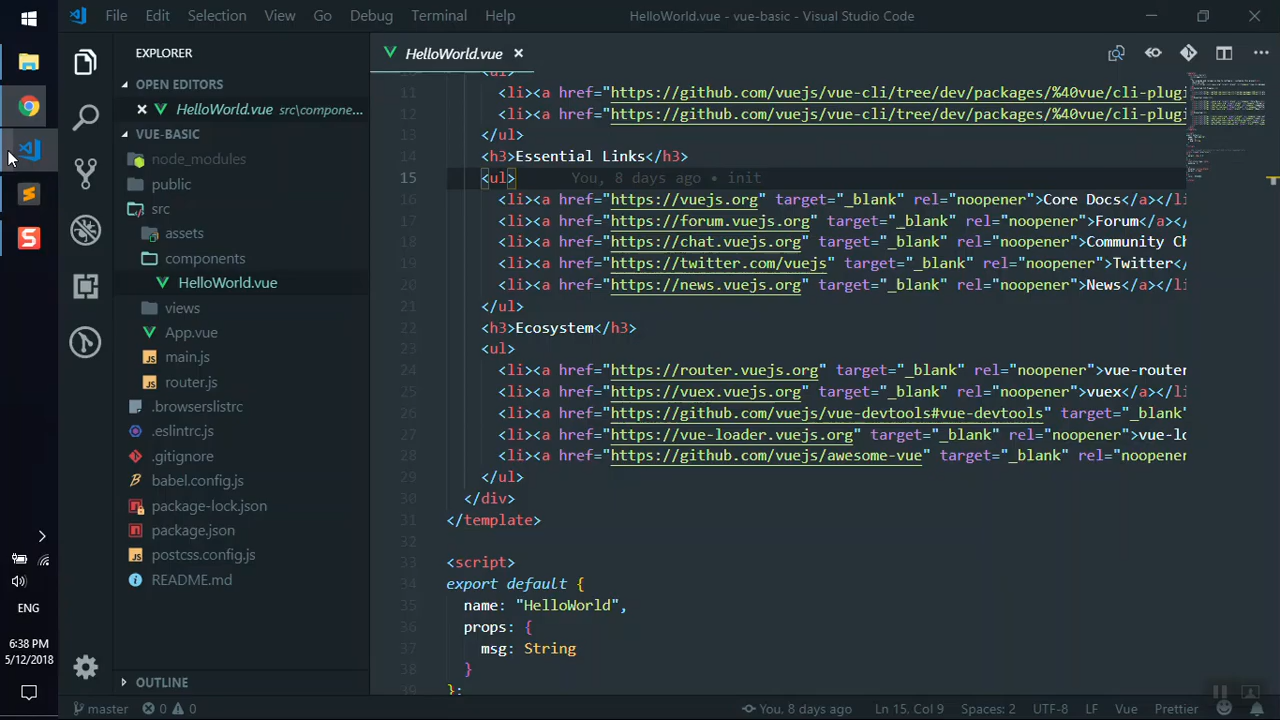 File Edit Selection View Go Debug Terminal Help HelloWorld.vue - vue-basic - Visual Studio Code
EXPLORER
OPEN EDITORS
HelloWorld.vue src\compone...
VUE-BASIC
node_modules
public
src
assets
components
HelloWorld.vue
views
App.vue
main.js
router.js
.browserslistrc
.eslintrc.js
.gitignore
babel.config.js
package-lock.json
package.json
postcss.config.js
README.md
OUTLINE
HelloWorld.vue
11 <li><a href="https://github.com/vuejs/vue-cli/tree/dev/packages/%40vue/cli-plugi
12 <li><a href="https://github.com/vuejs/vue-cli/tree/dev/packages/%40vue/cli-plugi
13 </ul>
14 <h3>Essential Links</h3>
15 <ul> You, 8 days ago • init
16 <li><a href="https://vuejs.org" target="_blank" rel="noopener">Core Docs</a></li
17 <li><a href="https://forum.vuejs.org" target="_blank" rel="noopener">Forum</a></li
18 <li><a href="https://chat.vuejs.org" target="_blank" rel="noopener">Community Ch
19 <li><a href="https://twitter.com/vuejs" target="_blank" rel="noopener">Twitter</
20 <li><a href="https://news.vuejs.org" target="_blank" rel="noopener">News</a></li
21 </ul>
22 <h3>Ecosystem</h3>
23 <ul>
24 <li><a href="https://router.vuejs.org" target="_blank" rel="noopener">vue-router
25 <li><a href="https://vuex.vuejs.org" target="_blank" rel="noopener">vuex</a></li
26 <li><a href="https://github.com/vuejs/vue-devtools#vue-devtools" target="_blank"
27 <li><a href="https://vue-loader.vuejs.org" target="_blank" rel="noopener">vue-lo
28 <li><a href="https://github.com/vuejs/awesome-vue" target="_blank" rel="noopener
29 </ul>
30 </div>
31 </template>
32
33 <script>
34 export default {
35 name: "HelloWorld",
36 props: {
37 msg: String
38 }
39 };
ENG
6:38 PM
5/12/2018
master 0 0 You, 8 days ago Ln 15, Col 9 Spaces: 2 UTF-8 LF Vue Prettier